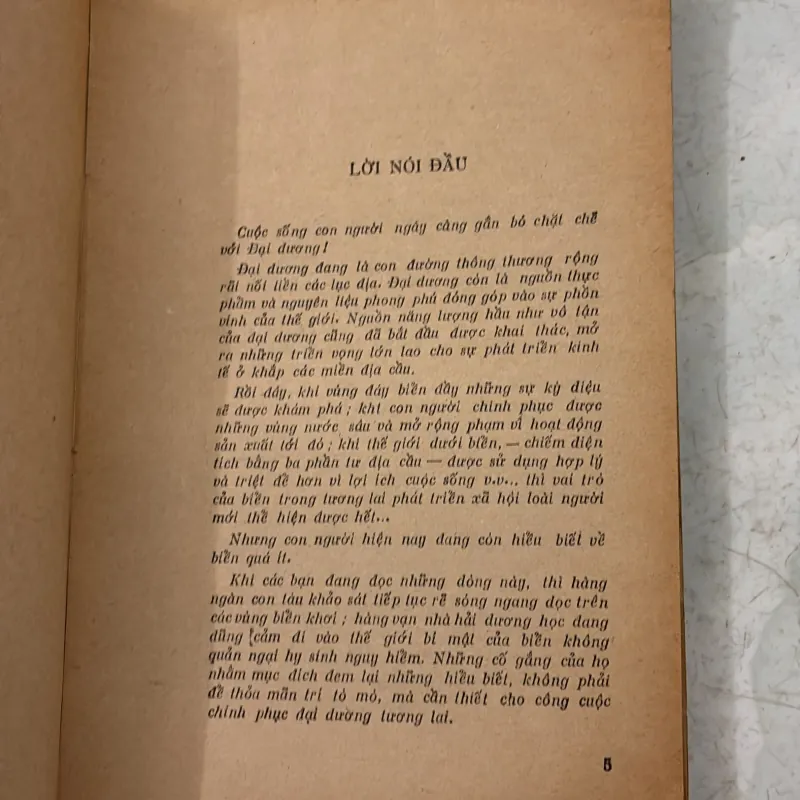 LỜI NÓI ĐẦU
Cuộc sống con người ngày càng gắn bó chặt chẽ
với Đại dương!
Đại dương đang là con đường thông thương rộng
rãi nối liền các lục địa. Đại dương còn là nguồn thực
phẩm và nguyên liệu phong phú đóng góp vào sự phồn
vinh của thế giới. Nguồn năng lượng hầu như vô tận
của đại dương cũng đã bắt đầu được khai thác, mở
ra những triển vọng lớn lao cho sự phát triển kinh
tế ở khắp các miền địa cầu.
Rồi đây, khi vùng đáy biển đầy những sự kỳ diệu
sẽ được khám phá; khi con người chinh phục được
những vùng nước sâu và mở rộng phạm vi hoạt động
sản xuất tới đó; khi thế giới dưới biển, — chiếm diện
tích bằng ba phần tư địa cầu — được sử dụng hợp lý
và triệt để hơn vì lợi ích cuộc sống v.v..., thì vai trò
của biển trong tương lai phát triển xã hội loài người
mới thể hiện được hết...
Nhưng con người hiện nay đang còn hiểu biết về
biển quá ít.
Khi các bạn đang đọc những dòng này, thì hàng
ngàn con tàu khảo sát tiếp tục rẽ sóng ngang dọc trên
các vùng biển khơi; hàng vạn nhà hải dương học đang
dũng cảm đi vào thế giới bí mật của biển không
quản ngại hy sinh nguy hiểm. Những cố gắng của họ
nhằm mục đích đem lại những hiểu biết, không phải
để thỏa mãn trí tò mò, mà cần thiết cho công cuộc
chinh phục đại dường tương lai.
5